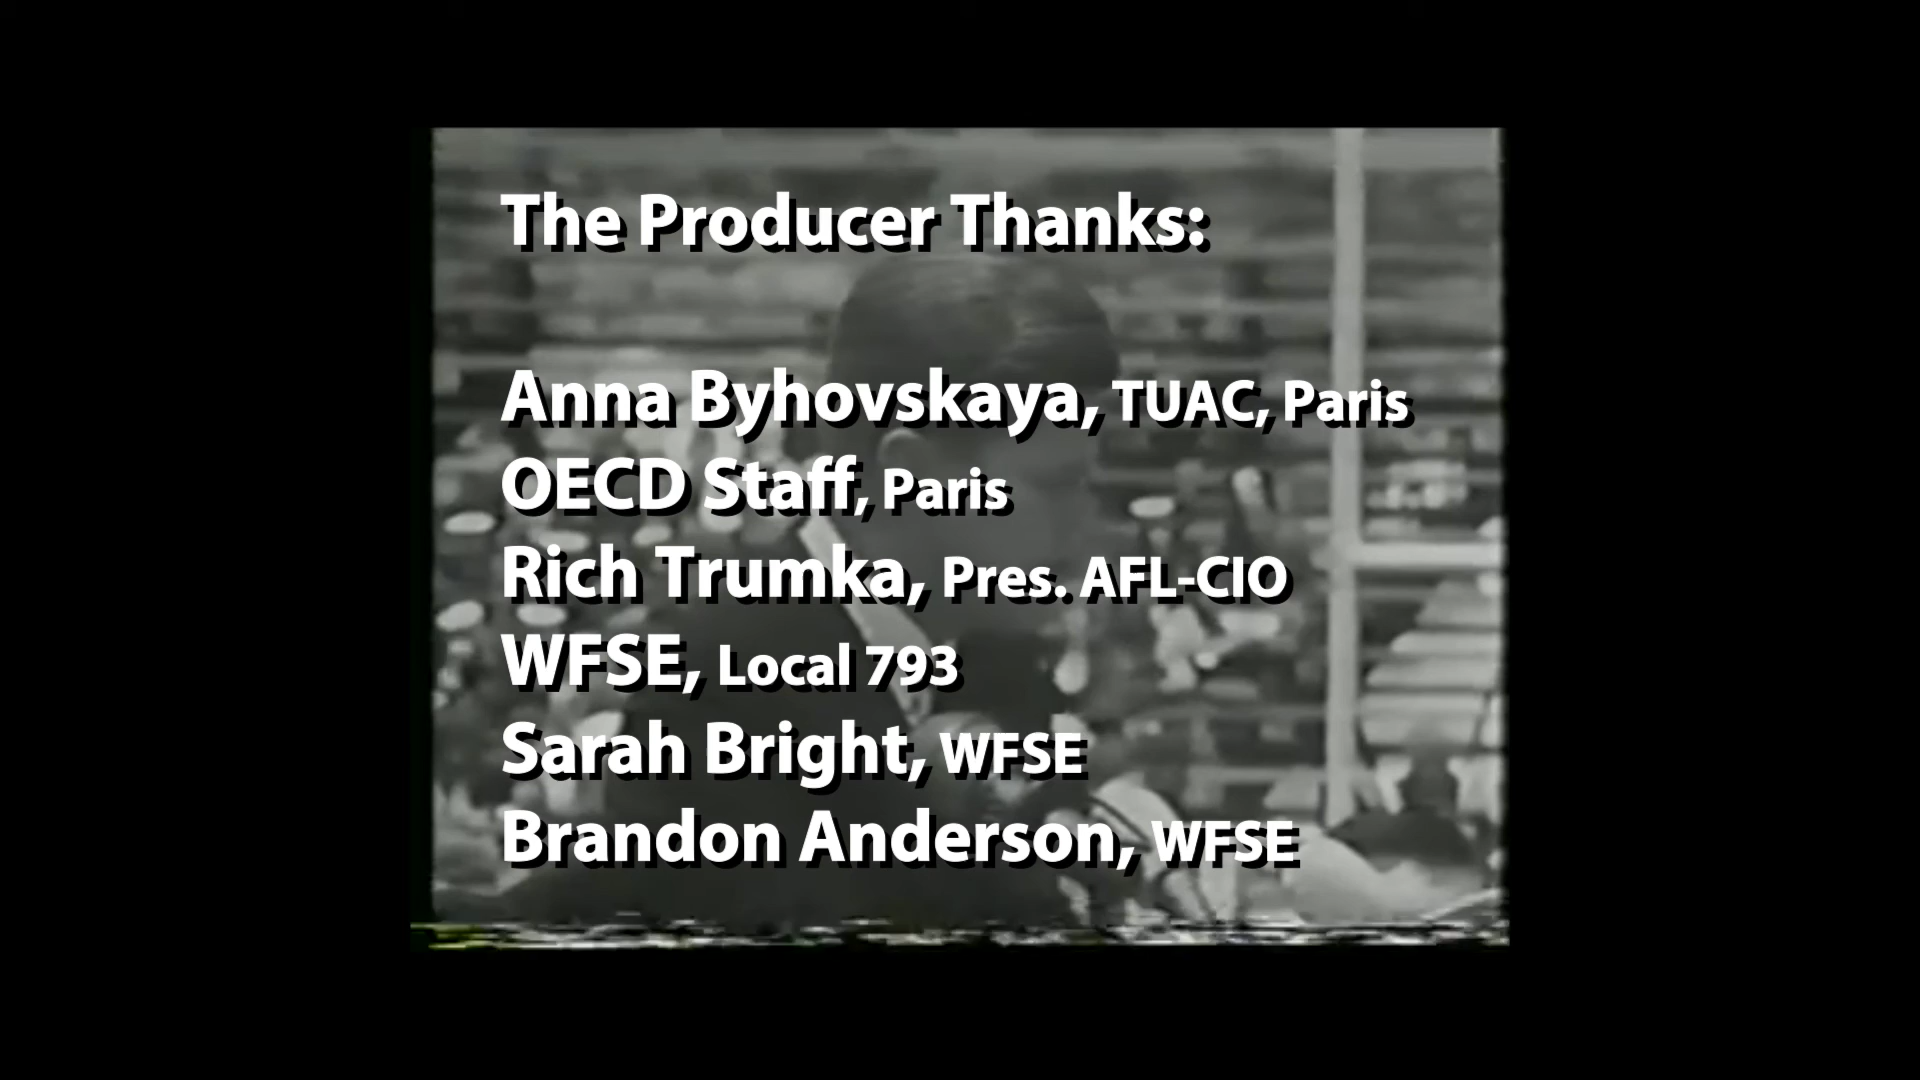 The Producer Thanks:
Anna Byhovskaya, TUAC, Paris
OECD Staff, Paris
Rich Trumka, Pres. AFL-CIO
WFSE, Local 793
Sarah Bright, WFSE
Brandon Anderson, WFSE